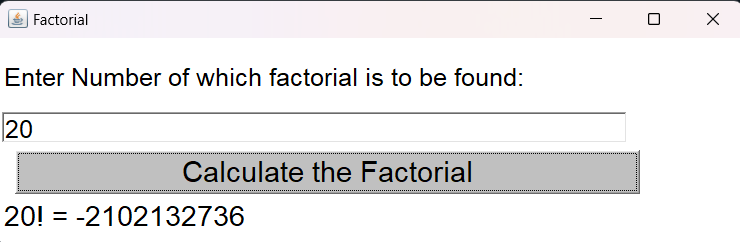 Factorial
Enter Number of which factorial is to be found:
20
Calculate the Factorial
20! = -2102132736